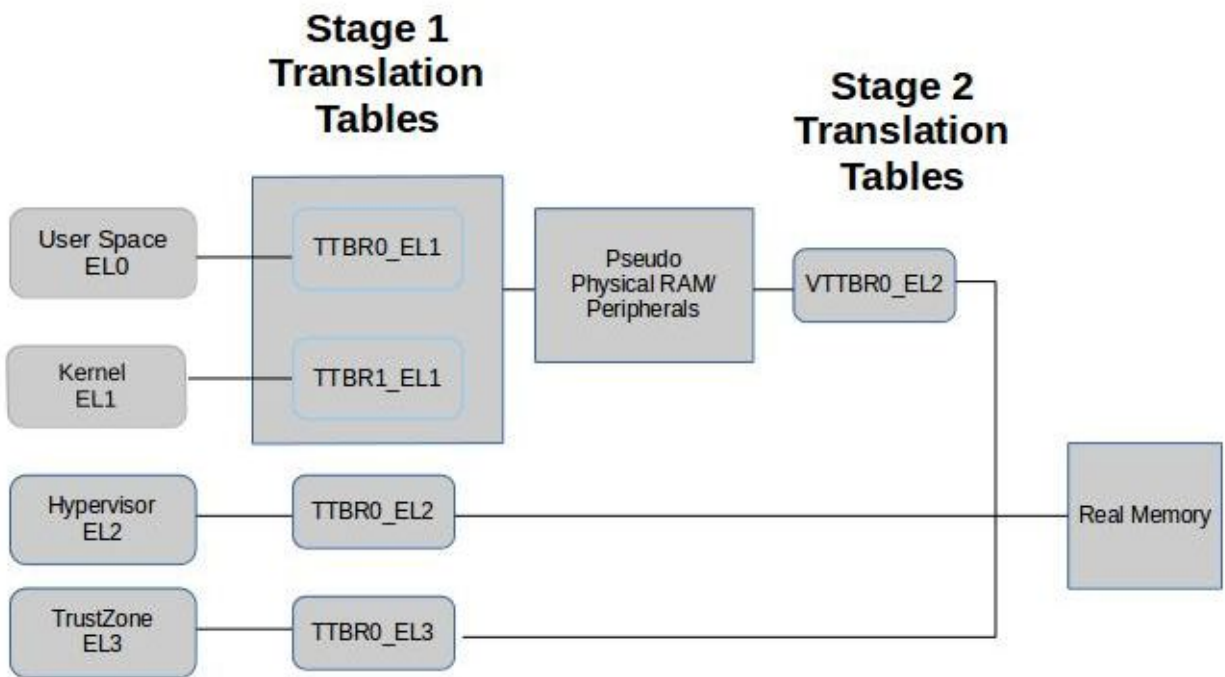 Stage 1
Translation
Tables
Stage 2
Translation
Tables
User Space
EL0
TTBR0_EL1
Pseudo
Physical RAM/
Peripherals
VTTBR0_EL2
Kernel
EL1
TTBR1_EL1
Hypervisor
EL2
TTBR0_EL2
Real Memory
TrustZone
EL3
TTBR0_EL3